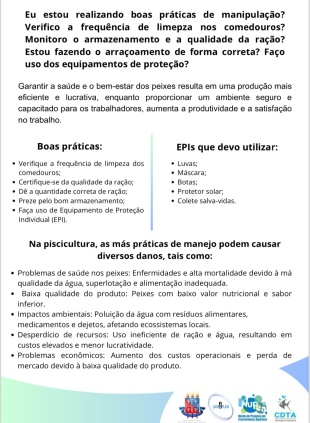 Eu estou realizando boas práticas de manipulação?
Verifico a frequência de limepza nos comedouros?
Monitoro o armazenamento e a qualidade da ração?
Estou fazendo o arraçoamento de forma correta? Faço
uso dos equipamentos de proteção?
Garantir a saúde e o bem-estar dos peixes resulta em uma produção mais
eficiente e lucrativa, enquanto proporcionar um ambiente seguro e
capacitado para os trabalhadores, aumenta a produtividade e a satisfação
no trabalho.
Boas práticas:
• Verifique a frequência de limpeza dos
comedouros;
• Certifique-se da qualidade da ração;
• Dê a quantidade correta de ração;
• Preze pelo bom armazenamento;
• Faça uso de Equipamento de Proteção
Individual (EPI).
EPIs que devo utilizar:
• Luvas;
• Máscara;
• Botas;
• Protetor solar;
• Colete salva-vidas.
Na piscicultura, as más práticas de manejo podem causar
diversos danos, tais como:
• Problemas de saúde nos peixes: Enfermidades e alta mortalidade devido à má
qualidade da água, superlotação e alimentação inadequada.
• Baixa qualidade do produto: Peixes com baixo valor nutricional e sabor
inferior.
• Impactos ambientais: Poluição da água com resíduos alimentares,
medicamentos e dejetos, afetando ecossistemas locais.
• Desperdício de recursos: Uso ineficiente de ração e água, resultando em
custos elevados e menor lucratividade.
• Problemas econômicos: Aumento dos custos operacionais e perda de
mercado devido à baixa qualidade do produto.
CDTA